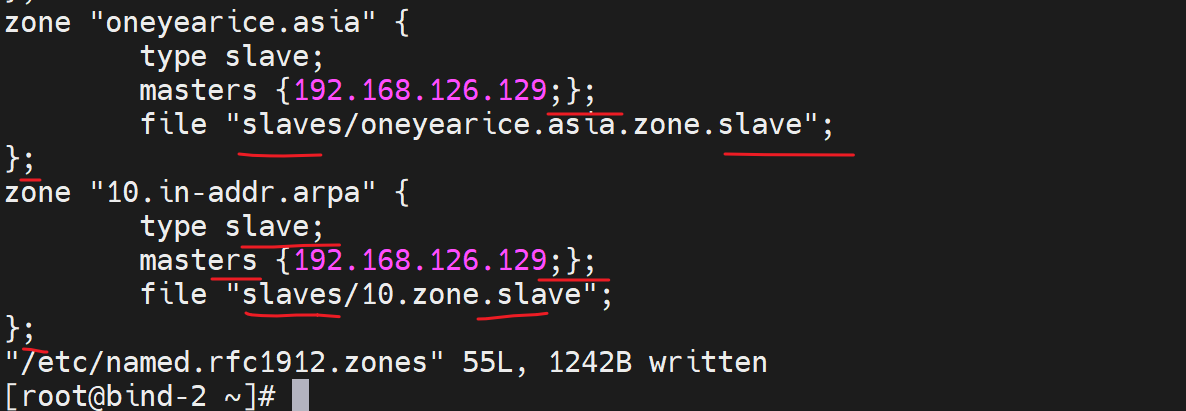 zone "oneyearice.asia" {
        type slave;
        masters {192.168.126.129;};
        file "slaves/oneyearice.asia.zone.slave";
};
zone "10.in-addr.arpa" {
        type slave;
        masters {192.168.126.129;};
        file "slaves/10.zone.slave";
};
"/etc/named.rfc1912.zones" 55L, 1242B written
[root@bind-2 ~]#